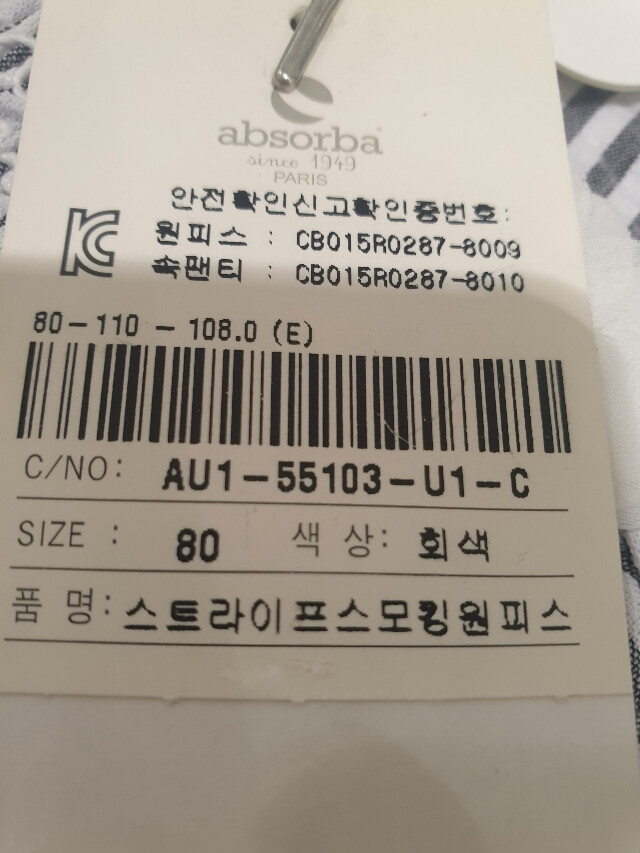 absorba
since 1949
PARIS
안전확인신고확인증번호:
원피스 : CB015R0287-8009
속팬티 : CB015R0287-8010
80-110-108.0 (E)
C/NO: AU1-55103-U1-C
SIZE : 80 색 상: 회색
품 명: 스트라이프스모킹원피스